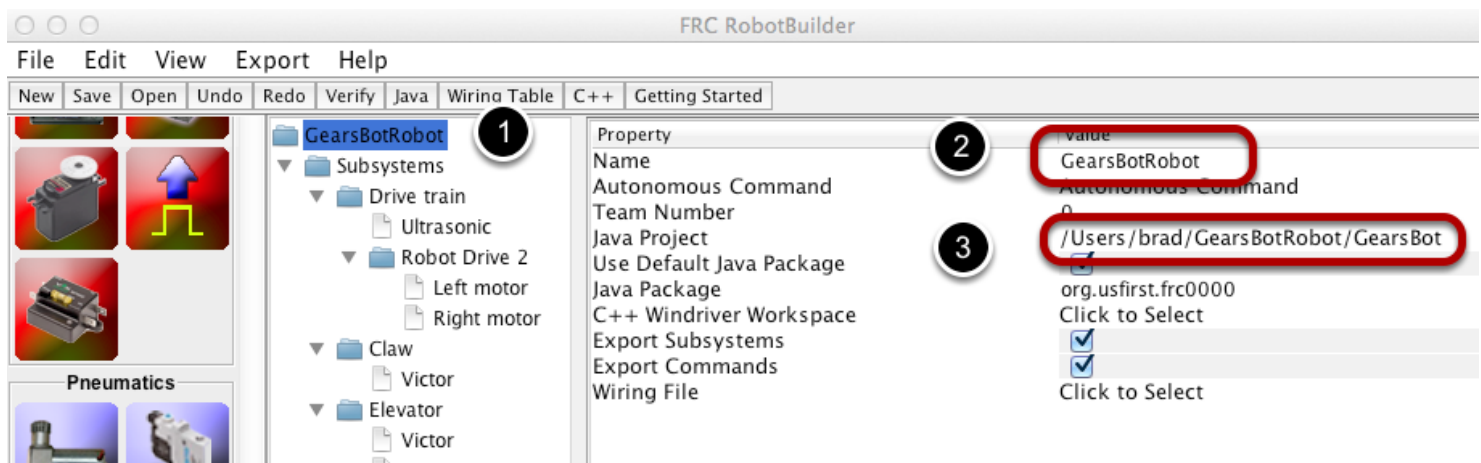 FRC RobotBuilder
File Edit View Export Help
New Save Open Undo Redo Verify Java Wiring Table C++ Getting Started
GearsBotRobot
1
Subsystems
Drive train
Ultrasonic
Robot Drive 2
Left motor
Right motor
Claw
Victor
Elevator
Victor
Pneumatics
Property Value
2
Name GearsBotRobot
Autonomous Command Autonomous Command
Team Number 0
3
Java Project /Users/brad/GearsBotRobot/GearsBot
Use Default Java Package
Java Package org.usfirst.frc0000
C++ Windriver Workspace Click to Select
Export Subsystems
Export Commands
Wiring File Click to Select